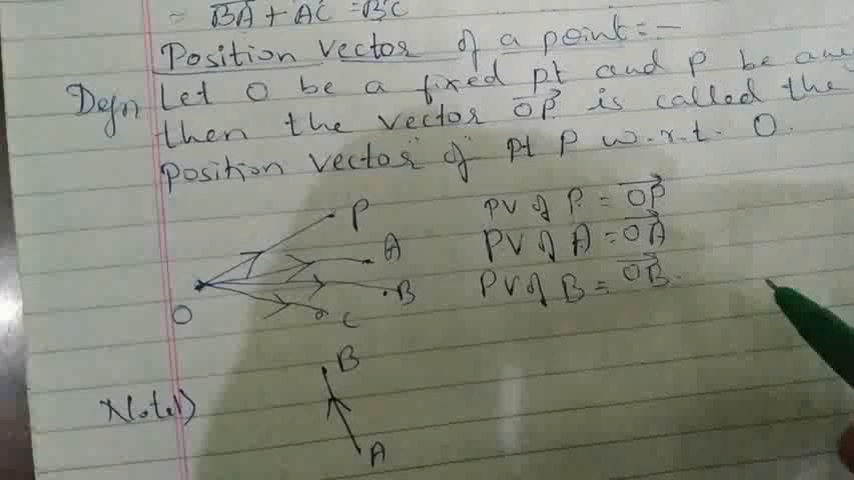 = BA + AC = BC
Position vector of a point :-
Defn Let O be a fixed pt and P be any
then the vector OP is called the
position vector of pt P w.r.t. O.
P
A
B
C
O
PV of P = OP
PV of A = OA
PV of B = OB
Note 1)
B
A